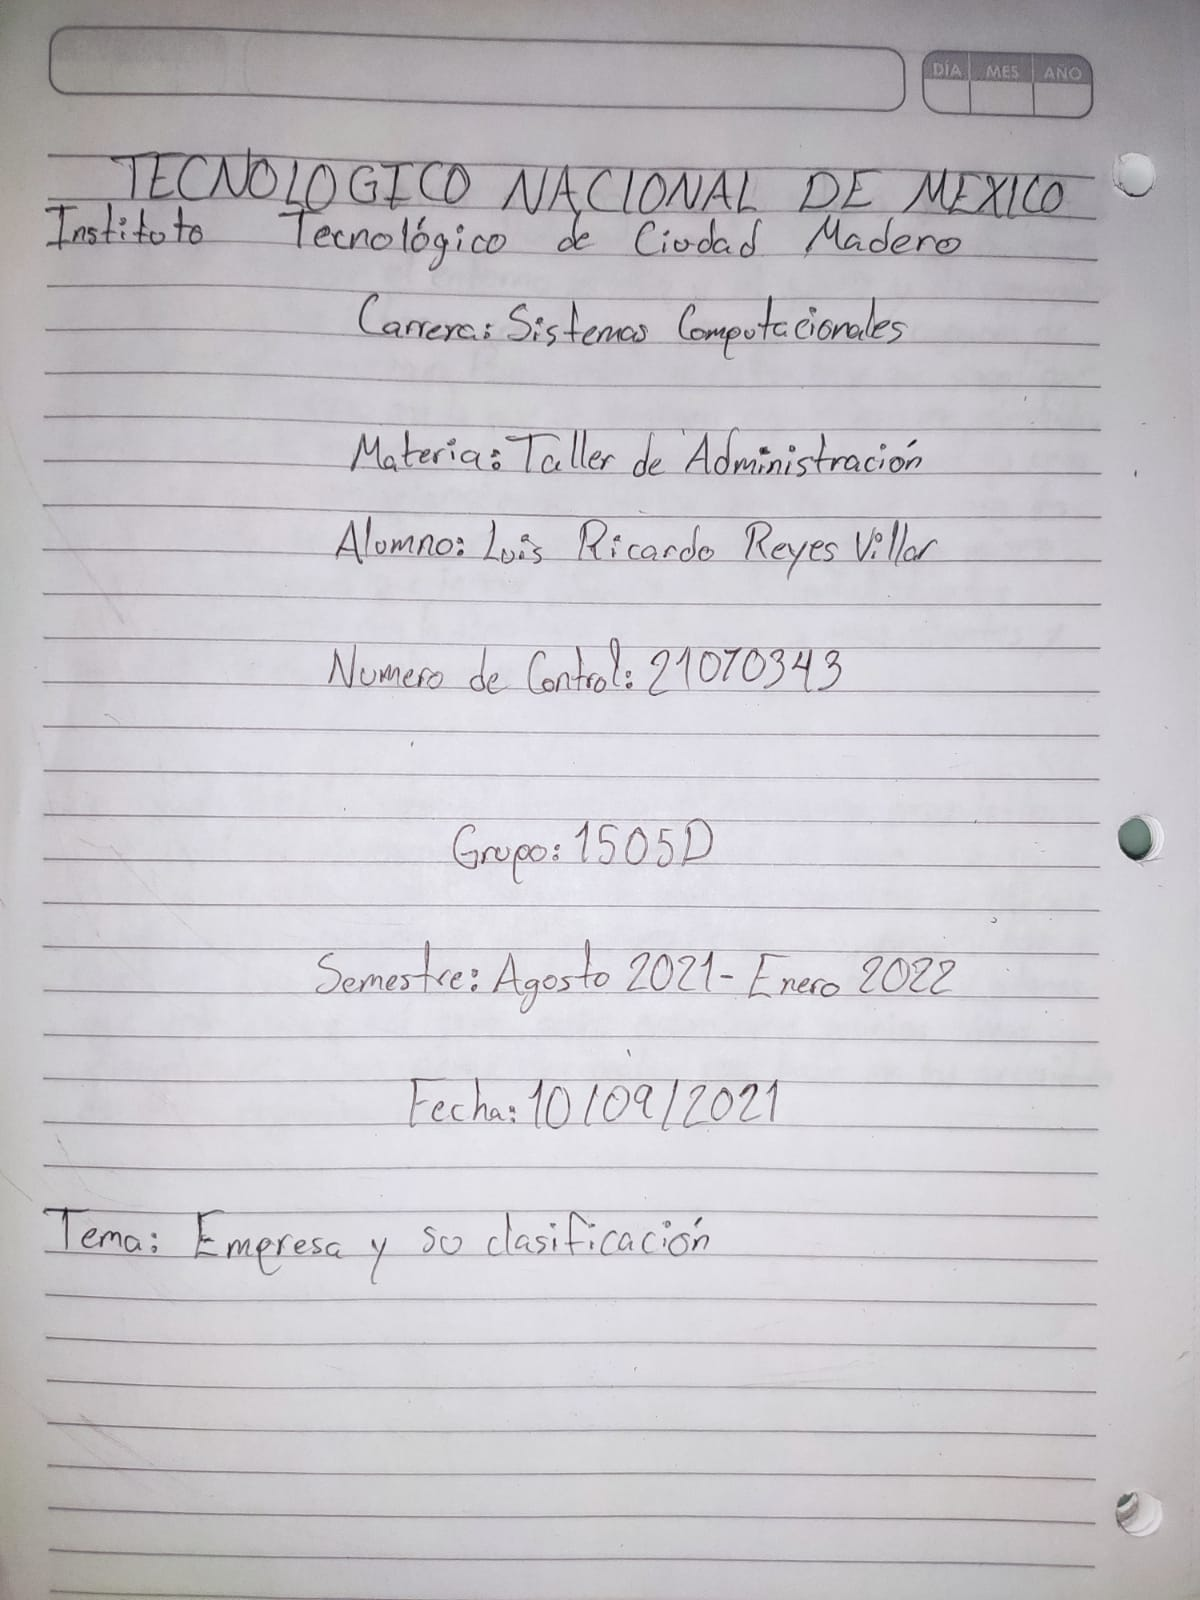 DÍA MES AÑO
TECNOLOGICO NACIONAL DE MEXICO
Instituto Tecnológico de Ciudad Madero
Carrera: Sistemas Computacionales
Materia: Taller de Administración
Alumno: Luis Ricardo Reyes Villar
Numero de Control: 21070343
Grupo: 1505D
Semestre: Agosto 2021 - Enero 2022
Fecha: 10/09/2021
Tema: Empresa y su clasificación